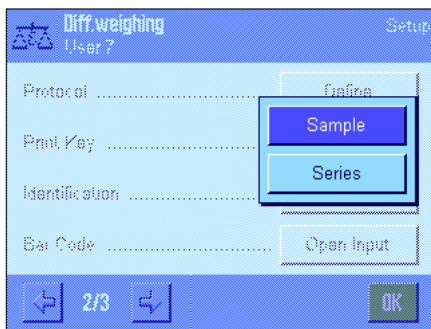 Diff.weighing Setup
User 7
Protocol ........................ Define
Sample
Print Key ........................
Series
Identification ........................
Bar Code ........................ Open Input
2/3 OK